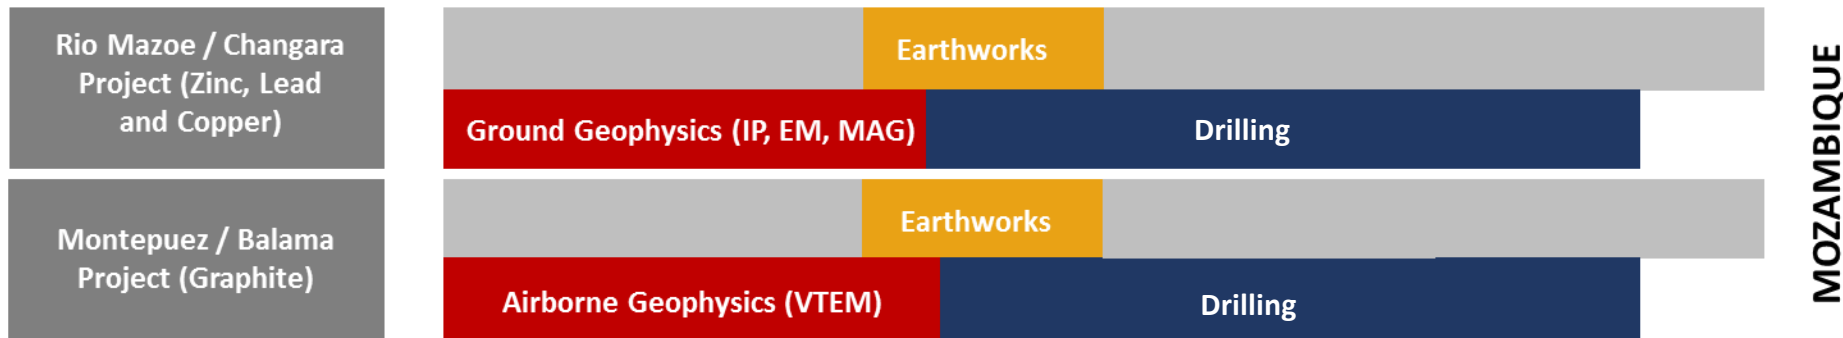 Rio Mazoe / Changara
Project (Zinc, Lead
and Copper)
Earthworks
Ground Geophysics (IP, EM, MAG)
Drilling
Montepuez / Balama
Project (Graphite)
Earthworks
Airborne Geophysics (VTEM)
Drilling
MOZAMBIQUE